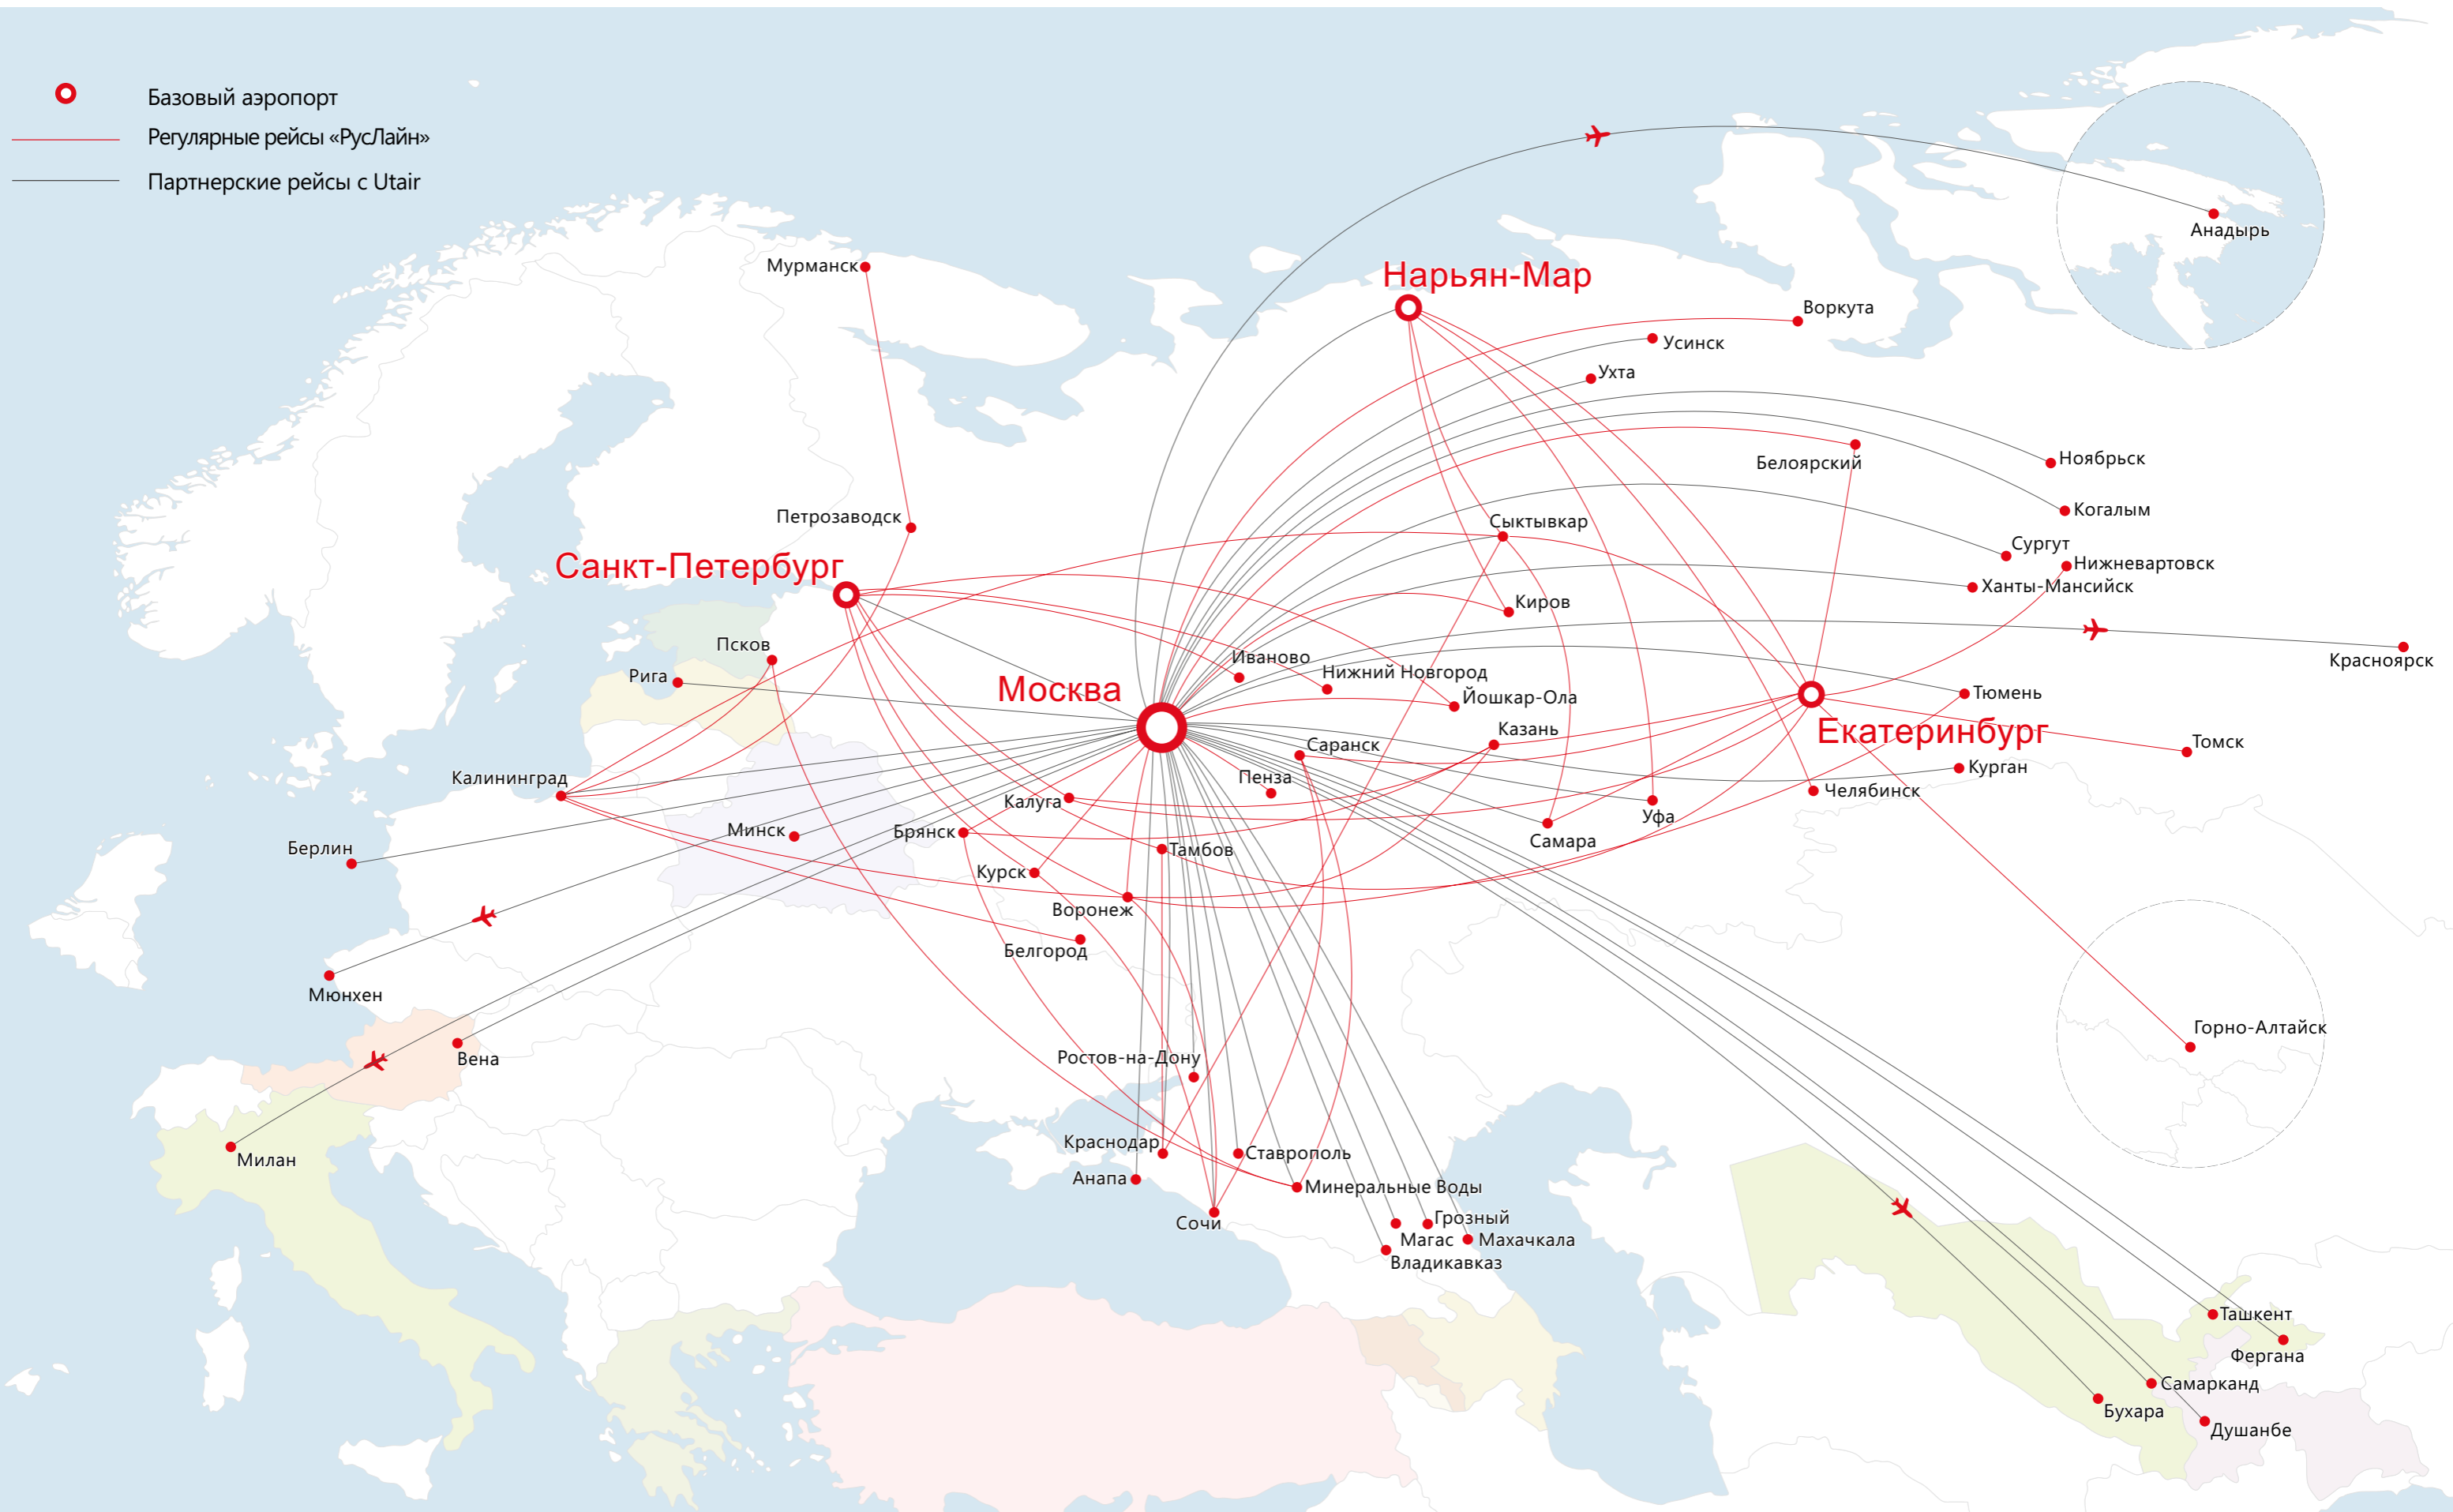 Базовый аэропорт
Регулярные рейсы «РусЛайн»
Партнерские рейсы с Utair
Анадырь
Мурманск
Нарьян-Мар
Воркута
Усинск
Ухта
Белоярский
Ноябрьск
Когалым
Петрозаводск
Сыктывкар
Сургут
Санкт-Петербург
Нижневартовск
Ханты-Мансийск
Киров
Псков
Иваново
Нижний Новгород
Красноярск
Рига
Москва
Йошкар-Ола
Тюмень
Казань
Екатеринбург
Саранск
Томск
Калининград
Пенза
Курган
Калуга
Челябинск
Минск
Брянск
Уфа
Самара
Берлин
Тамбов
Курск
Воронеж
Белгород
Мюнхен
Горно-Алтайск
Вена
Ростов-на-Дону
Краснодар
Ставрополь
Милан
Анапа
Минеральные Воды
Сочи
Грозный
Магас
Махачкала
Владикавказ
Ташкент
Фергана
Самарканд
Бухара
Душанбе